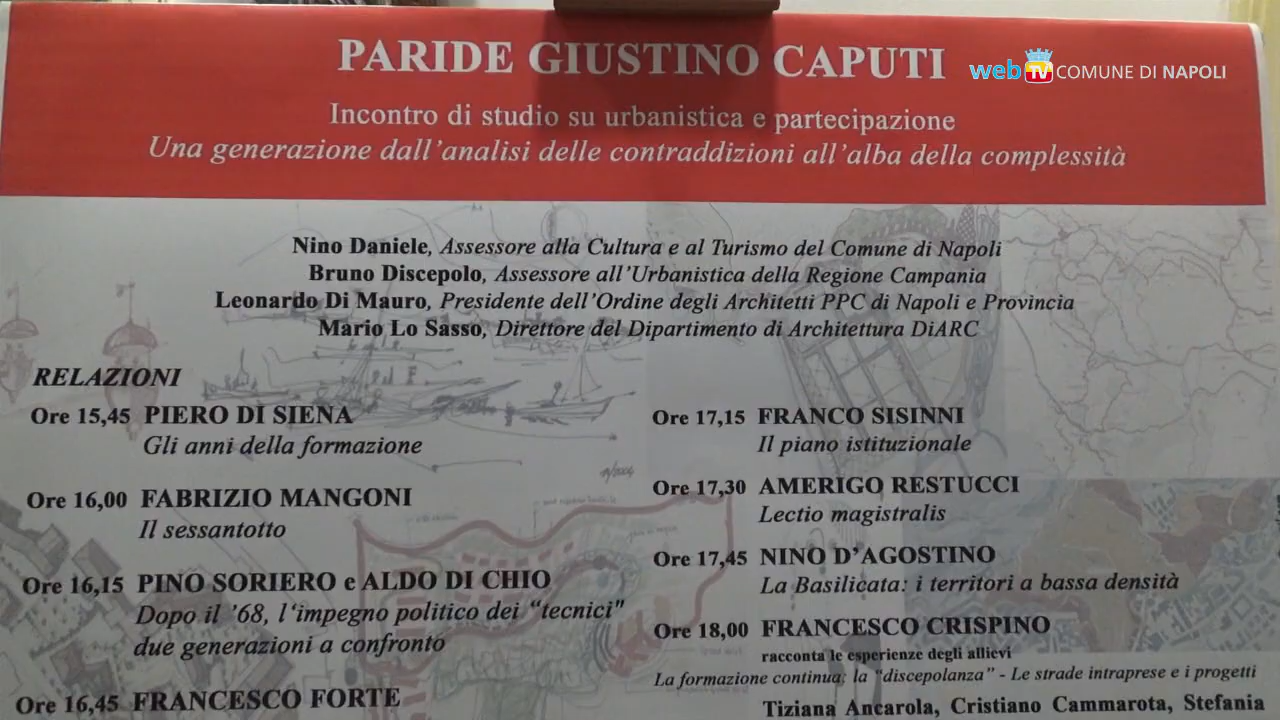 PARIDE GIUSTINO CAPUTI
web TV COMUNE DI NAPOLI
Incontro di studio su urbanistica e partecipazione
Una generazione dall'analisi delle contraddizioni all'alba della complessità
Nino Daniele, Assessore alla Cultura e al Turismo del Comune di Napoli
Bruno Discepolo, Assessore all'Urbanistica della Regione Campania
Leonardo Di Mauro, Presidente dell'Ordine degli Architetti PPC di Napoli e Provincia
Mario Lo Sasso, Direttore del Dipartimento di Architettura DiARC
RELAZIONI
Ore 15,45 PIERO DI SIENA
Gli anni della formazione
Ore 16,00 FABRIZIO MANGONI
Il sessantotto
Ore 16,15 PINO SORIERO e ALDO DI CHIO
Dopo il '68, l'impegno politico dei "tecnici"
due generazioni a confronto
Ore 16,45 FRANCESCO FORTE
Ore 17,15 FRANCO SISINNI
Il piano istituzionale
Ore 17,30 AMERIGO RESTUCCI
Lectio magistralis
Ore 17,45 NINO D'AGOSTINO
La Basilicata: i territori a bassa densità
Ore 18,00 FRANCESCO CRISPINO
racconta le esperienze degli allievi
La formazione continua; la "discepolanza" - Le strade intraprese e i progetti
Tiziana Ancarola, Cristiano Cammarota, Stefania